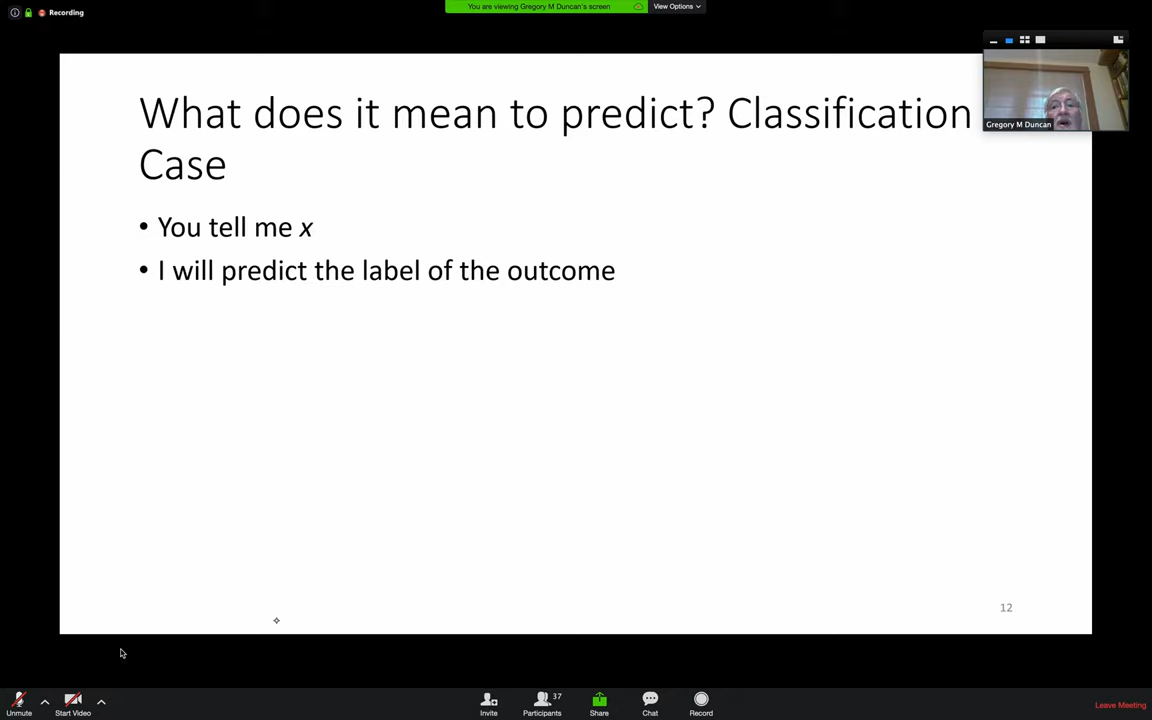 Recording
You are viewing Gregory M Duncan's screen
View Options
Gregory M Duncan
What does it mean to predict? Classification
Case
• You tell me x
• I will predict the label of the outcome
12
Unmute
Start Video
Invite
Participants
37
Share
Chat
Record
Leave Meeting